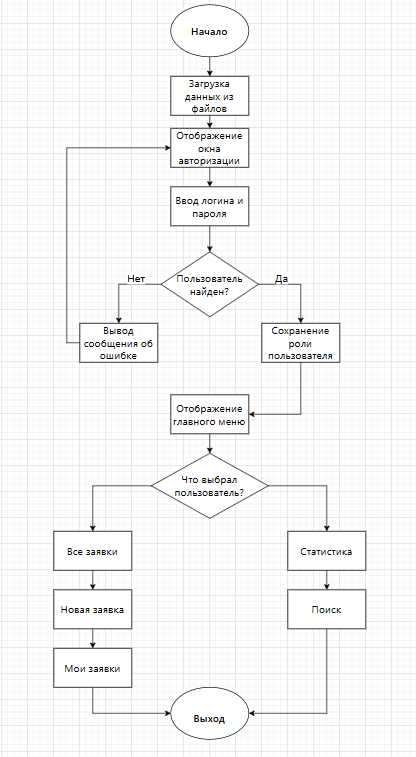 Начало
Загрузка
данных из
файлов
Отображение
окна
авторизации
Ввод логина и
пароля
Пользователь
найден?
Нет
Да
Вывод
сообщения об
ошибке
Сохранение
роли
пользователя
Отображение
главного меню
Что выбрал
пользователь?
Все заявки
Статистика
Новая заявка
Поиск
Мои заявки
Выход